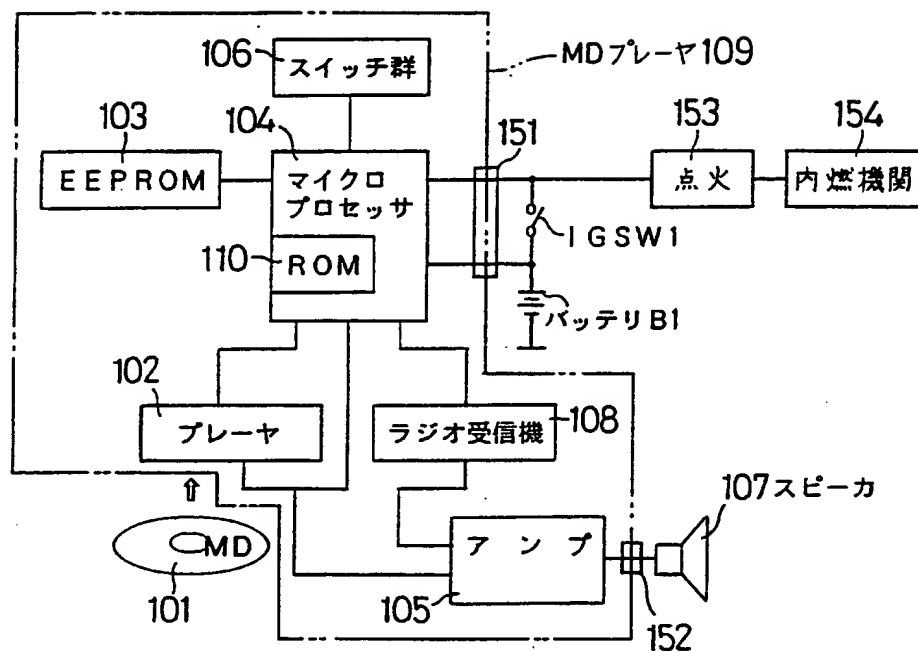 106
スイッチ群
MDプレーヤ109
103
104
151
153
154
EEPROM
マイクロ
プロセッサ
点火
内燃機関
IGSW1
110
ROM
バッテリB1
102
プレーヤ
ラジオ受信機
108
107スピーカ
MD
アンプ
101
105
152